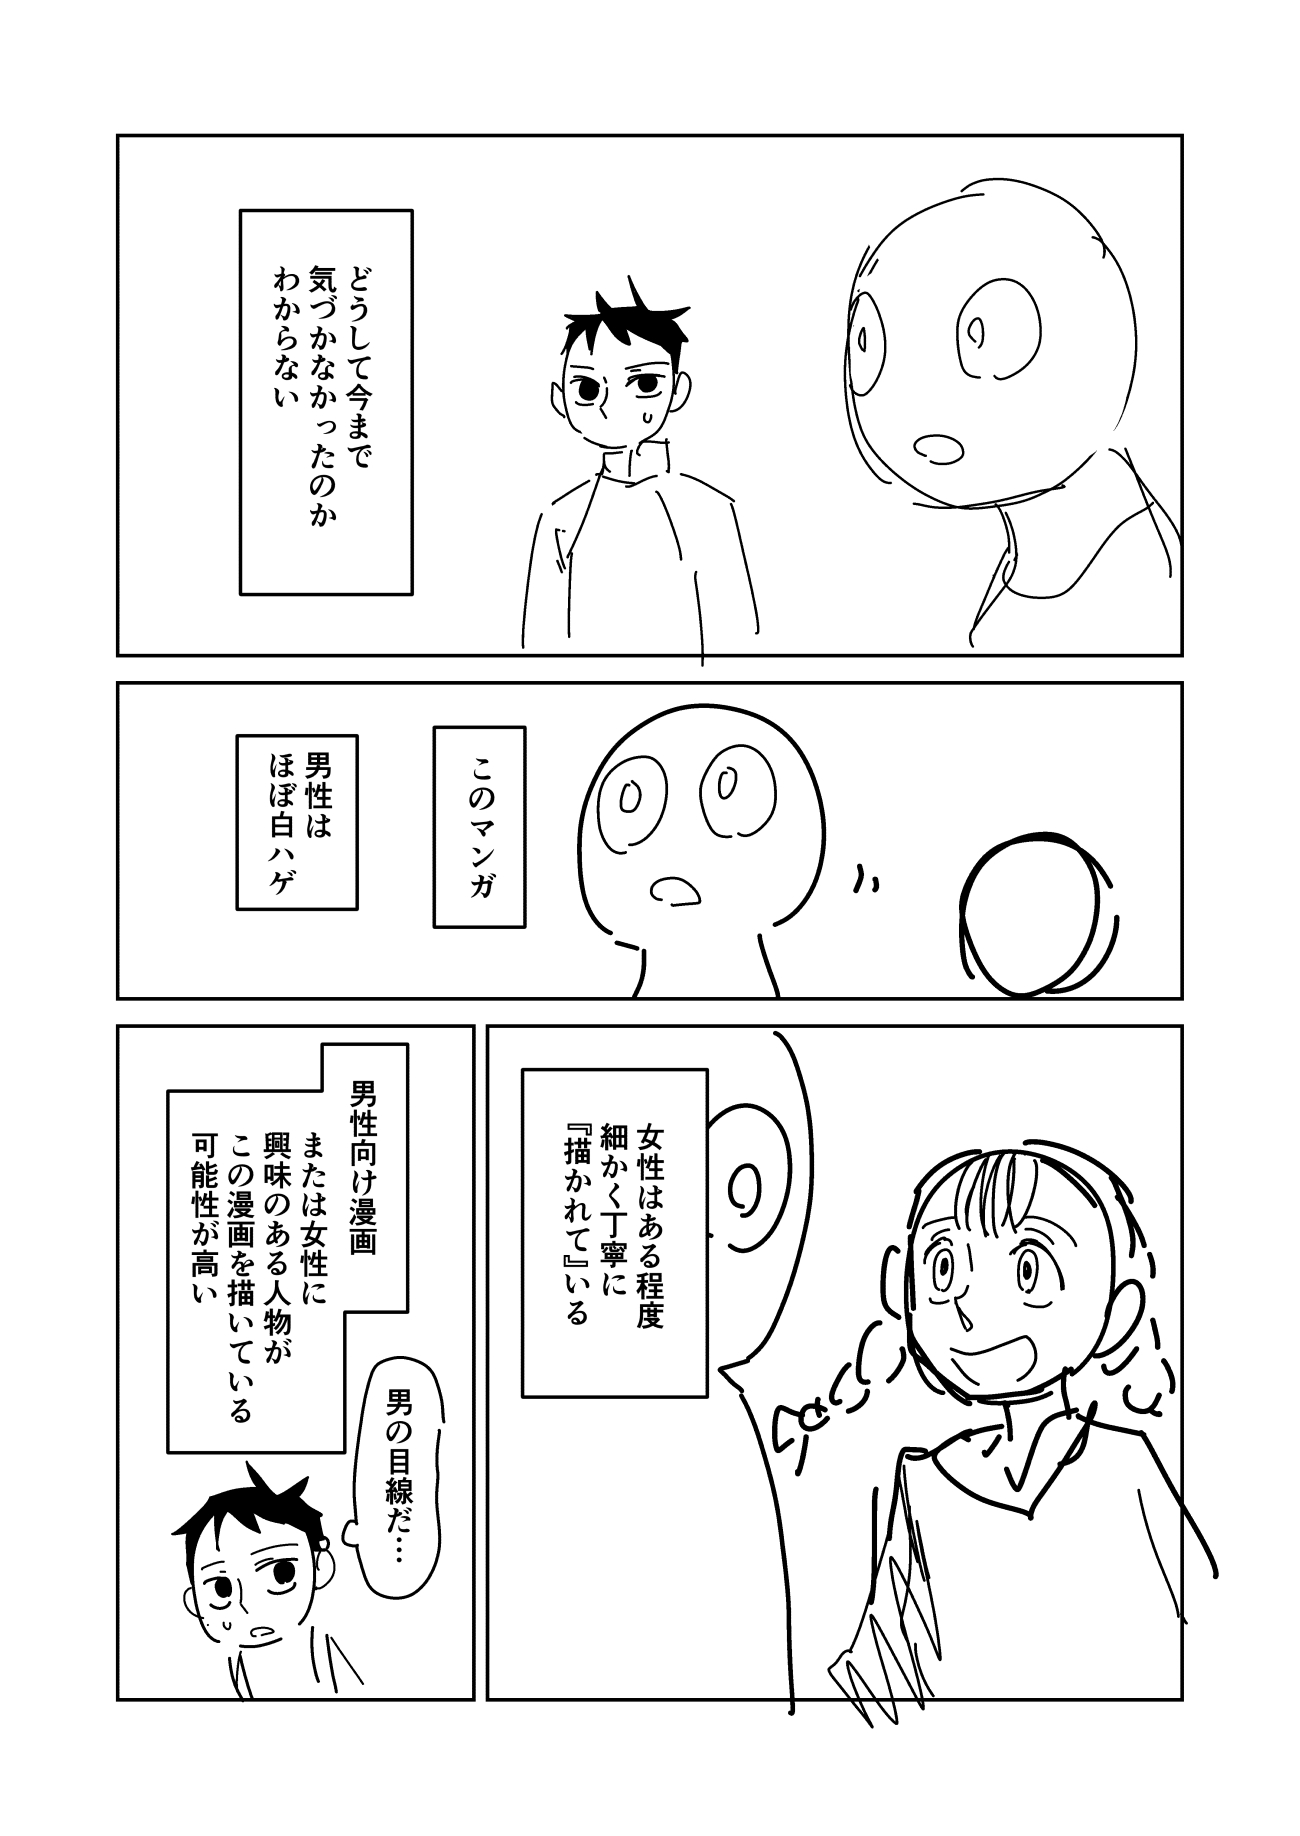 どうして今まで
気づかなかったのか
わからない
このマンガ
男性は
ほぼ白ハゲ
女性はある程度
細かく丁寧に
『描かれて』いる
男性向け漫画
または女性に
興味のある人物が
この漫画を描いている
可能性が高い
男の目線だ…